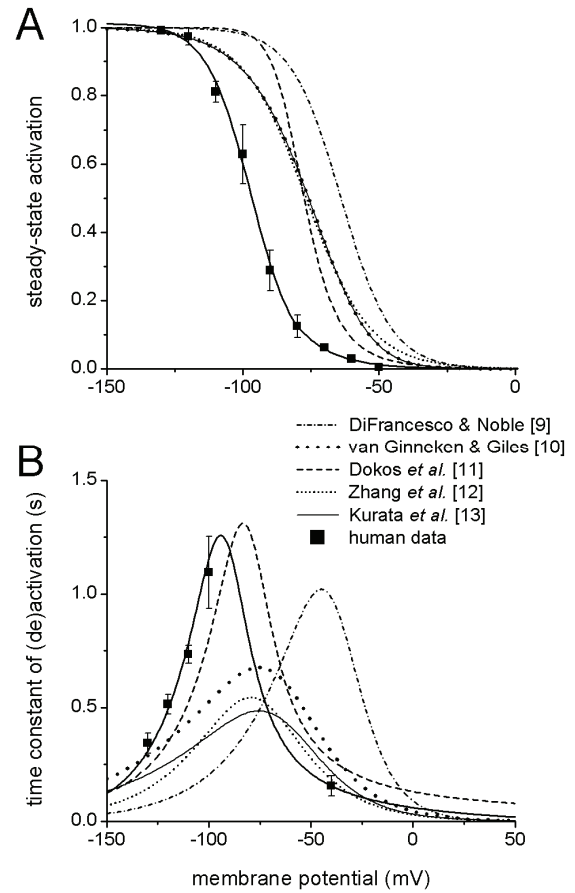 A
1.0
0.8
0.6
0.4
0.2
0.0
steady-state activation
-150
-100
-50
0
DiFrancesco & Noble [9]
van Ginneken & Giles [10]
Dokos et al. [11]
Zhang et al. [12]
Kurata et al. [13]
human data
B
1.5
1.0
0.5
0.0
time constant of (de)activation (s)
-150
-100
-50
0
50
membrane potential (mV)